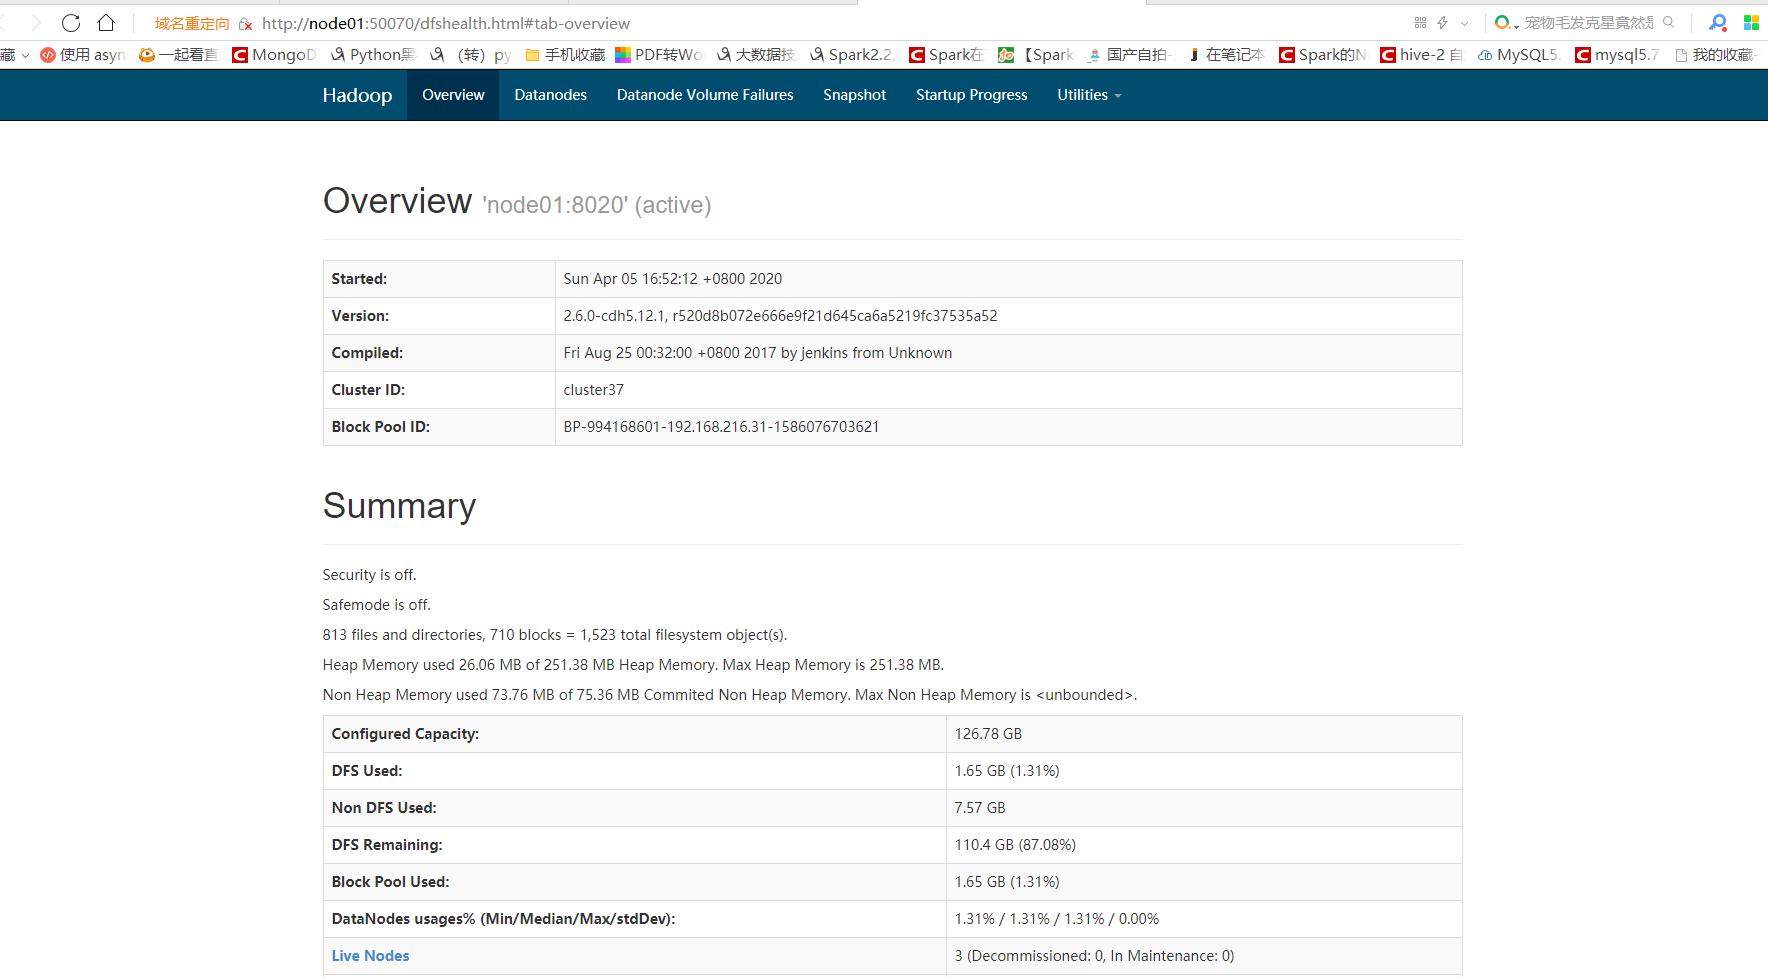 域名重定向 http://node01:50070/dfshealth.html#tab-overview 宠物毛发克星竟然是
藏 使用 asyn 一起看直 MongoD Python黑 （转）py 手机收藏 PDF转Wo 大数据技 Spark2.2. Spark在 【Spark 国产自拍- 在笔记本 Spark的N hive-2 自 MySQL5. mysql5.7 我的收藏-
Hadoop Overview Datanodes Datanode Volume Failures Snapshot Startup Progress Utilities
Overview 'node01:8020' (active)
Started: Sun Apr 05 16:52:12 +0800 2020
Version: 2.6.0-cdh5.12.1, r520d8b072e666e9f21d645ca6a5219fc37535a52
Compiled: Fri Aug 25 00:32:00 +0800 2017 by jenkins from Unknown
Cluster ID: cluster37
Block Pool ID: BP-994168601-192.168.216.31-1586076703621
Summary
Security is off.
Safemode is off.
813 files and directories, 710 blocks = 1,523 total filesystem object(s).
Heap Memory used 26.06 MB of 251.38 MB Heap Memory. Max Heap Memory is 251.38 MB.
Non Heap Memory used 73.76 MB of 75.36 MB Commited Non Heap Memory. Max Non Heap Memory is <unbounded>.
Configured Capacity: 126.78 GB
DFS Used: 1.65 GB (1.31%)
Non DFS Used: 7.57 GB
DFS Remaining: 110.4 GB (87.08%)
Block Pool Used: 1.65 GB (1.31%)
DataNodes usages% (Min/Median/Max/stdDev): 1.31% / 1.31% / 1.31% / 0.00%
Live Nodes 3 (Decommissioned: 0, In Maintenance: 0)